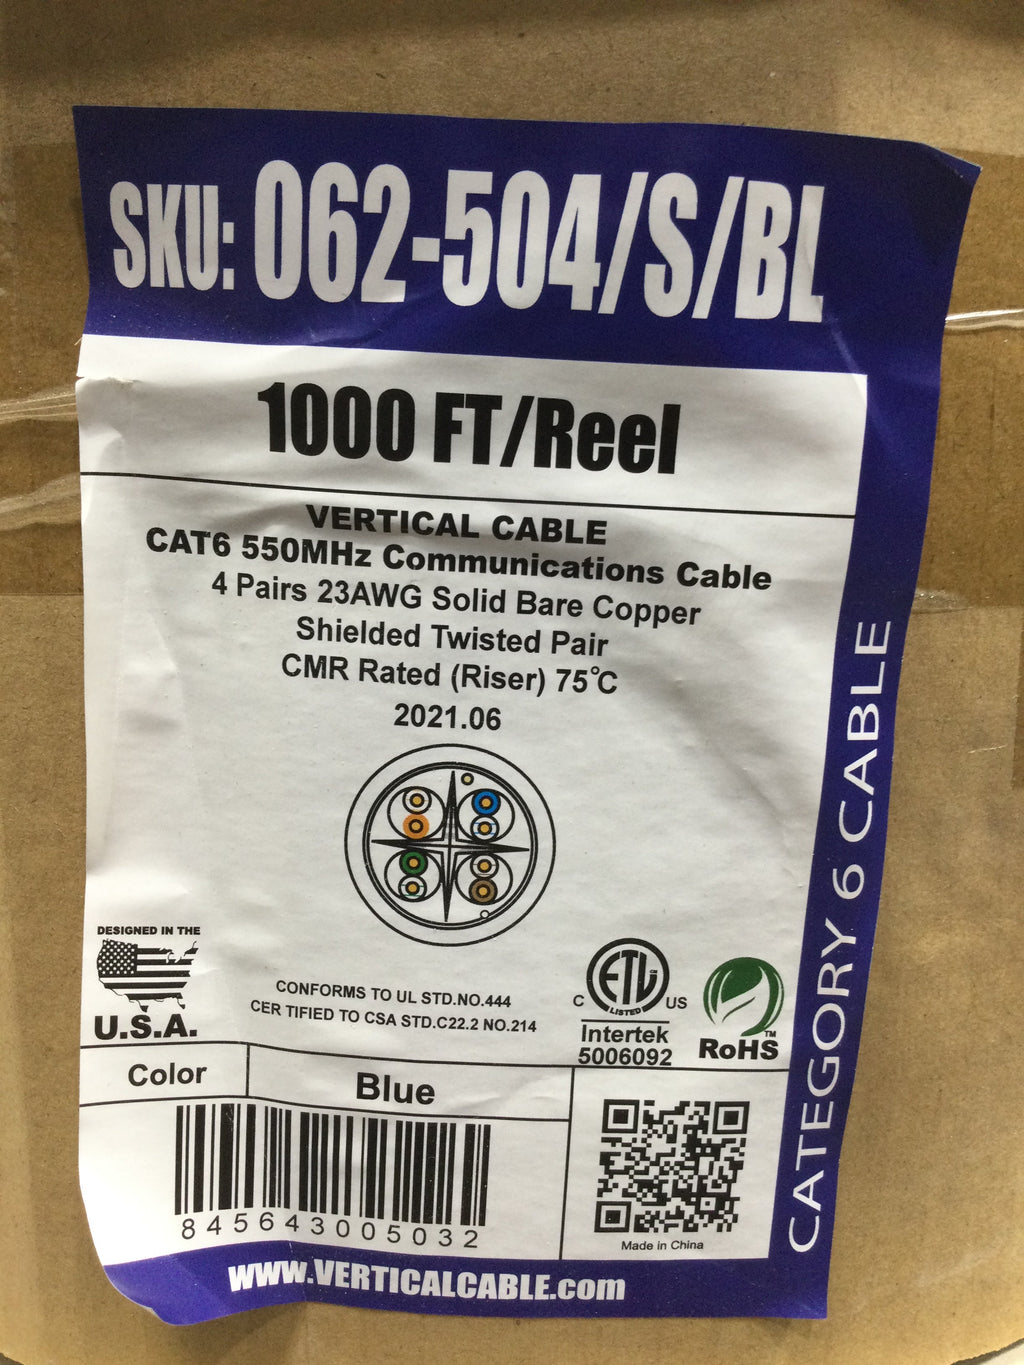 SKU: 062-504/S/BL
1000 FT/Reel
VERTICAL CABLE
CAT6 550MHz Communications Cable
4 Pairs 23AWG Solid Bare Copper
Shielded Twisted Pair
CMR Rated (Riser) 75℃
2021.06
DESIGNED IN THE
U.S.A.
CONFORMS TO UL STD.NO.444
CER TIFIED TO CSA STD.C22.2 NO.214
C ETL US
LISTED
Intertek
5006092
TM
RoHS
Color
Blue
845643005032
Made in China
www.VERTICALCABLE.com
CATEGORY 6 CABLE